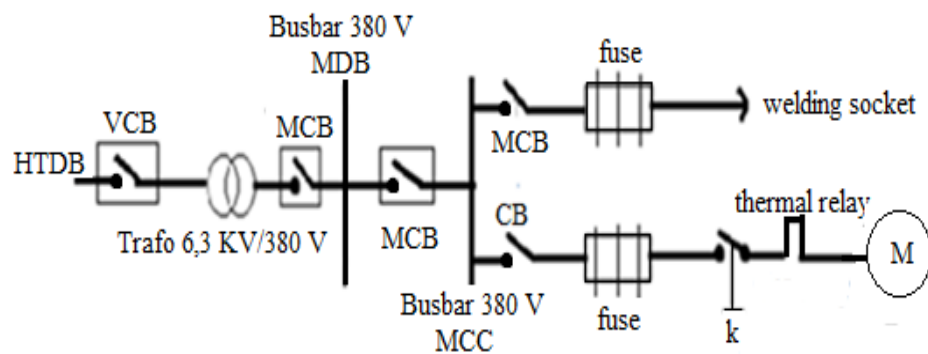 Busbar 380 V
MDB
fuse
VCB
MCB
MCB
welding socket
HTDB
thermal relay
CB
MCB
Trafo 6,3 KV/380 V
M
Busbar 380 V
MCC
fuse
k